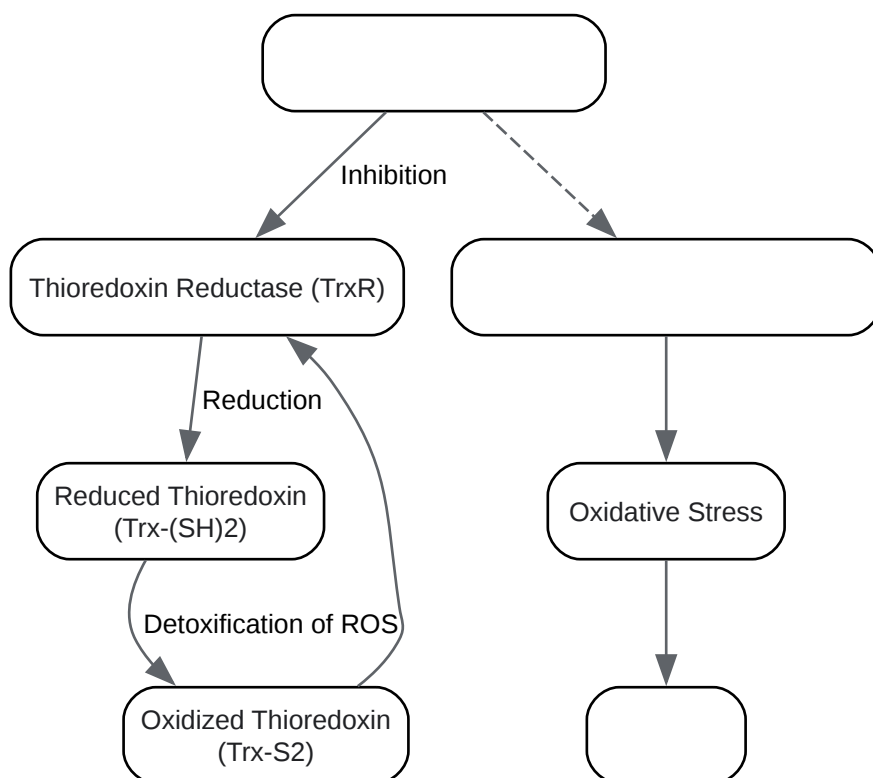 Inhibition
Thioredoxin Reductase (TrxR)
Reduction
Reduced Thioredoxin
(Trx-(SH)2)
Oxidative Stress
Detoxification of ROS
Oxidized Thioredoxin
(Trx-S2)